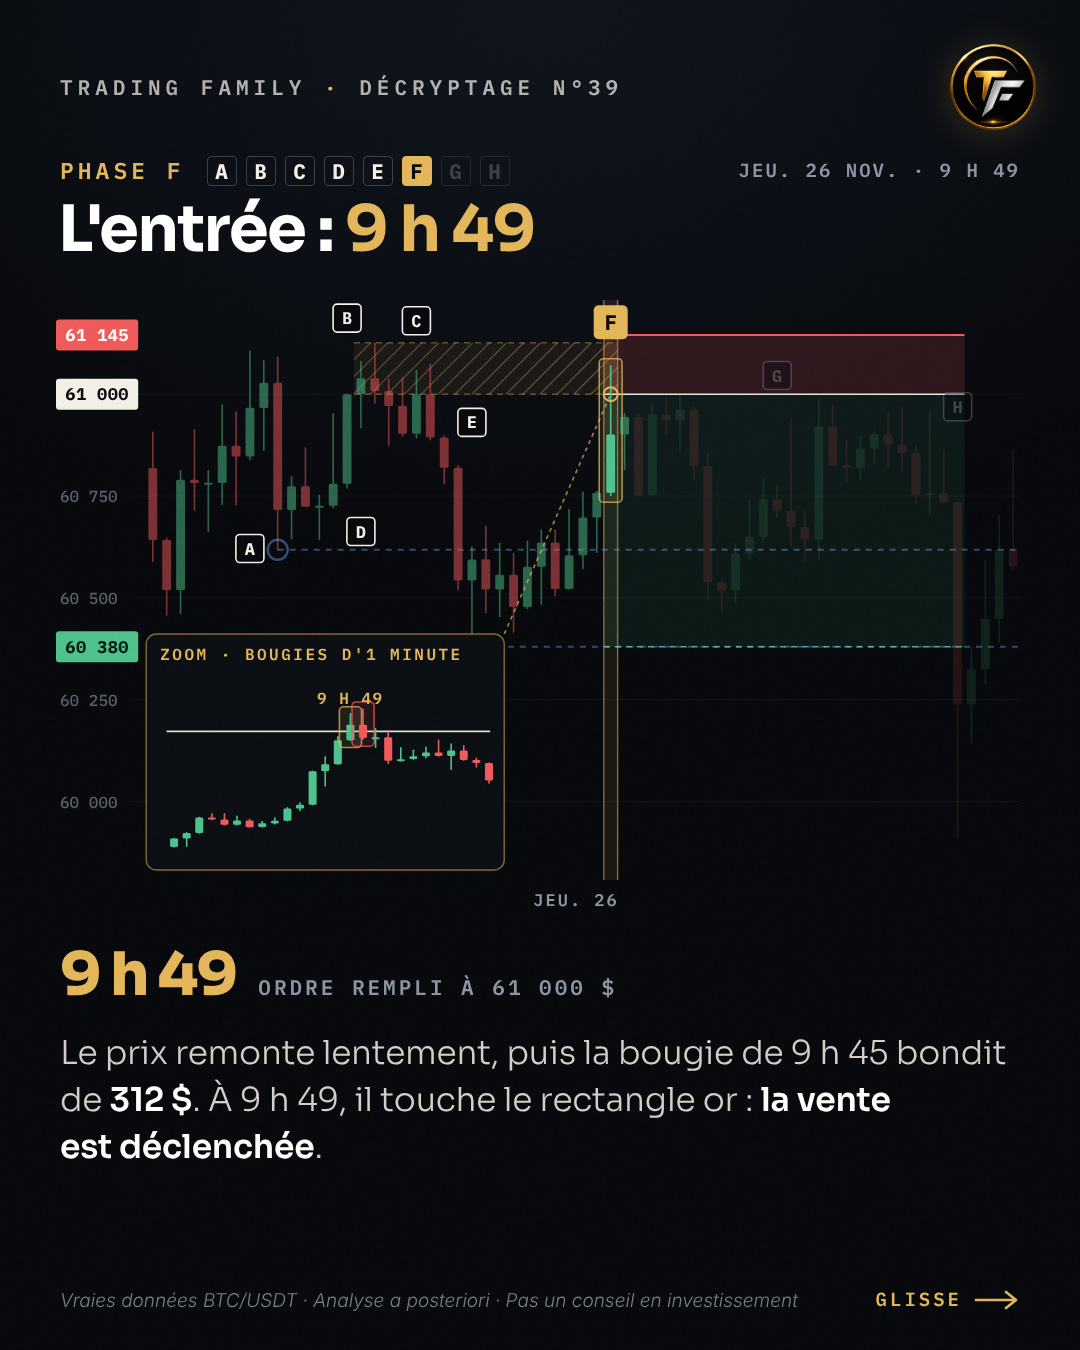 TRADING FAMILY · DÉCRYPTAGE N°39
TF
PHASE F A B C D E F G H
JEU. 26 NOV. · 9 H 49
L'entrée : 9 h 49
61 145
61 000
60 750
60 500
60 380
60 250
60 000
B
C
F
G
H
E
D
A
ZOOM · BOUGIES D'1 MINUTE
9 H 49
JEU. 26
9 h 49 ORDRE REMPLI À 61 000 $
Le prix remonte lentement, puis la bougie de 9 h 45 bondit
de 312 $. À 9 h 49, il touche le rectangle or : la vente
est déclenchée.
Vraies données BTC/USDT · Analyse a posteriori · Pas un conseil en investissement
GLISSE